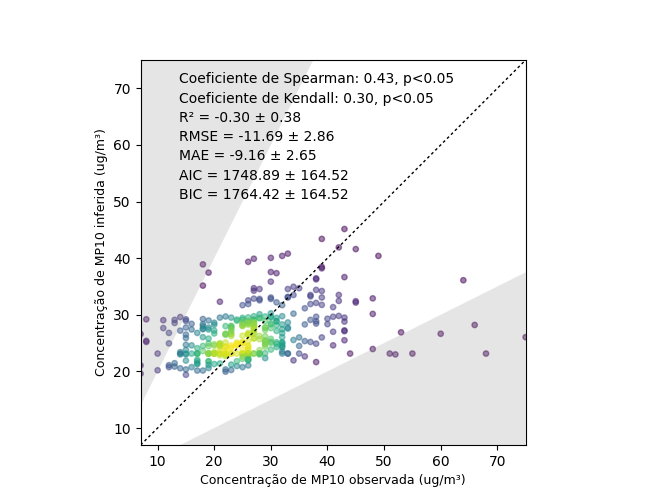 Coeficiente de Spearman: 0.43, p<0.05
Coeficiente de Kendall: 0.30, p<0.05
R² = -0.30 ± 0.38
RMSE = -11.69 ± 2.86
MAE = -9.16 ± 2.65
AIC = 1748.89 ± 164.52
BIC = 1764.42 ± 164.52
Concentração de MP10 inferida (ug/m³)
70
60
50
40
30
20
10
10 20 30 40 50 60 70
Concentração de MP10 observada (ug/m³)